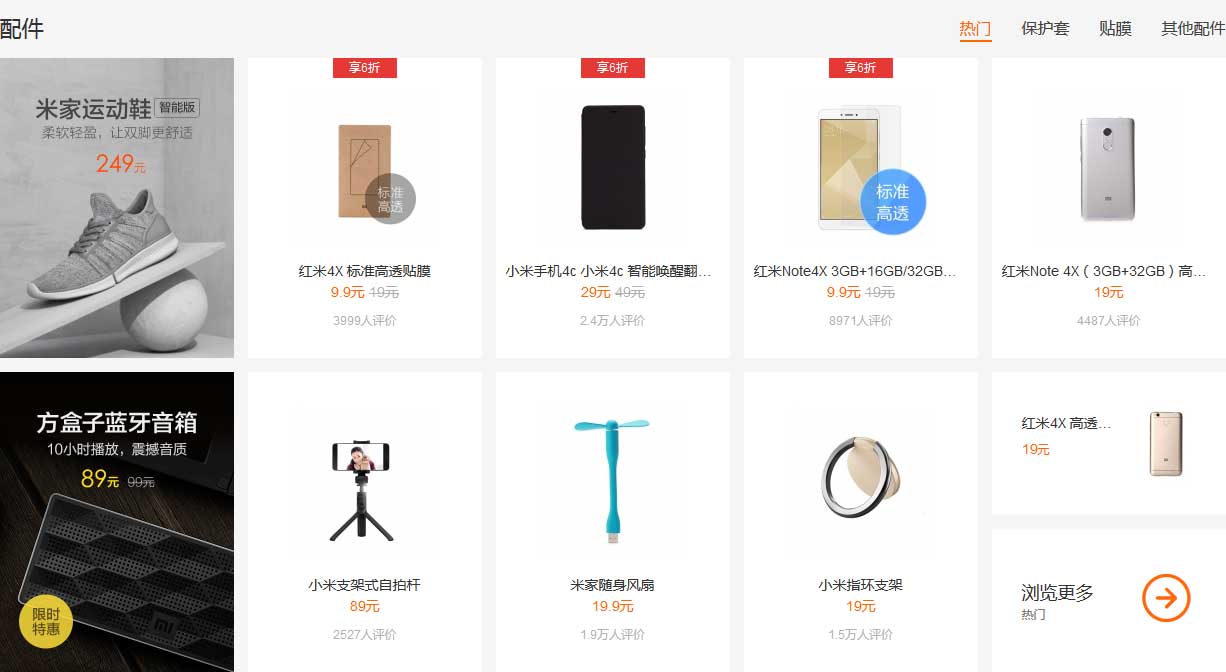 配件
热门 保护套 贴膜 其他配件
米家运动鞋 智能版
柔软轻盈，让双脚更舒适
249元
享6折
标准
高透
红米4X 标准高透贴膜
9.9元 19元
3999人评价
享6折
小米手机4c 小米4c 智能唤醒翻...
29元 49元
2.4万人评价
享6折
标准
高透
红米Note4X 3GB+16GB/32GB...
9.9元 19元
8971人评价
红米Note 4X（3GB+32GB）高...
19元
4487人评价
方盒子蓝牙音箱
10小时播放，震撼音质
89元 99元
限时
特惠
小米支架式自拍杆
89元
2527人评价
米家随身风扇
19.9元
1.9万人评价
小米指环支架
19元
1.5万人评价
红米4X 高透...
19元
浏览更多
热门